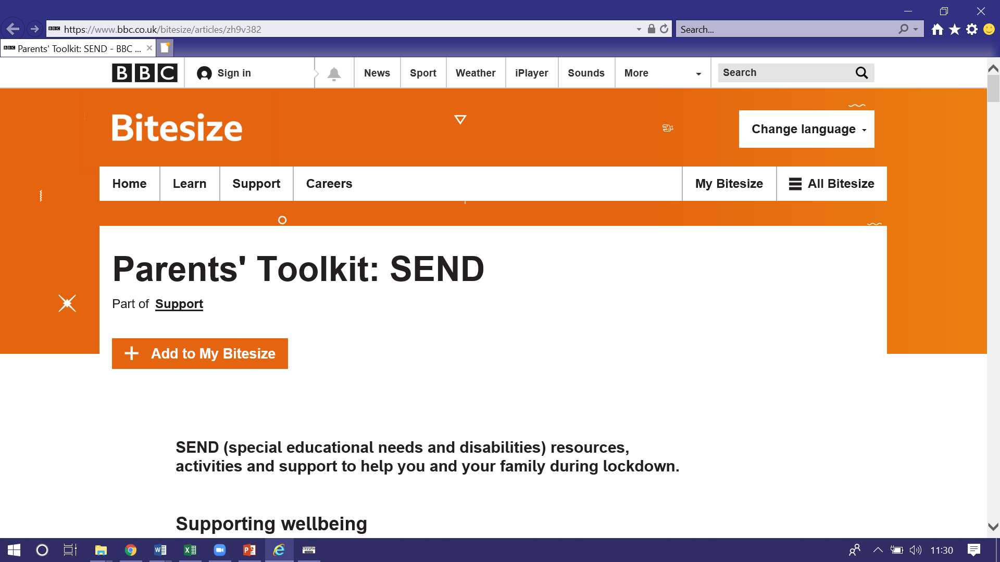 https://www.bbc.co.uk/bitesize/articles/zh9v382
Search...
BBC Parents' Toolkit: SEND - BBC ...
BBC
Sign in
News
Sport
Weather
iPlayer
Sounds
More
Search
Bitesize
Change language
Home
Learn
Support
Careers
My Bitesize
All Bitesize
Parents' Toolkit: SEND
Part of Support
Add to My Bitesize
SEND (special educational needs and disabilities) resources,
activities and support to help you and your family during lockdown.
Supporting wellbeing
11:30